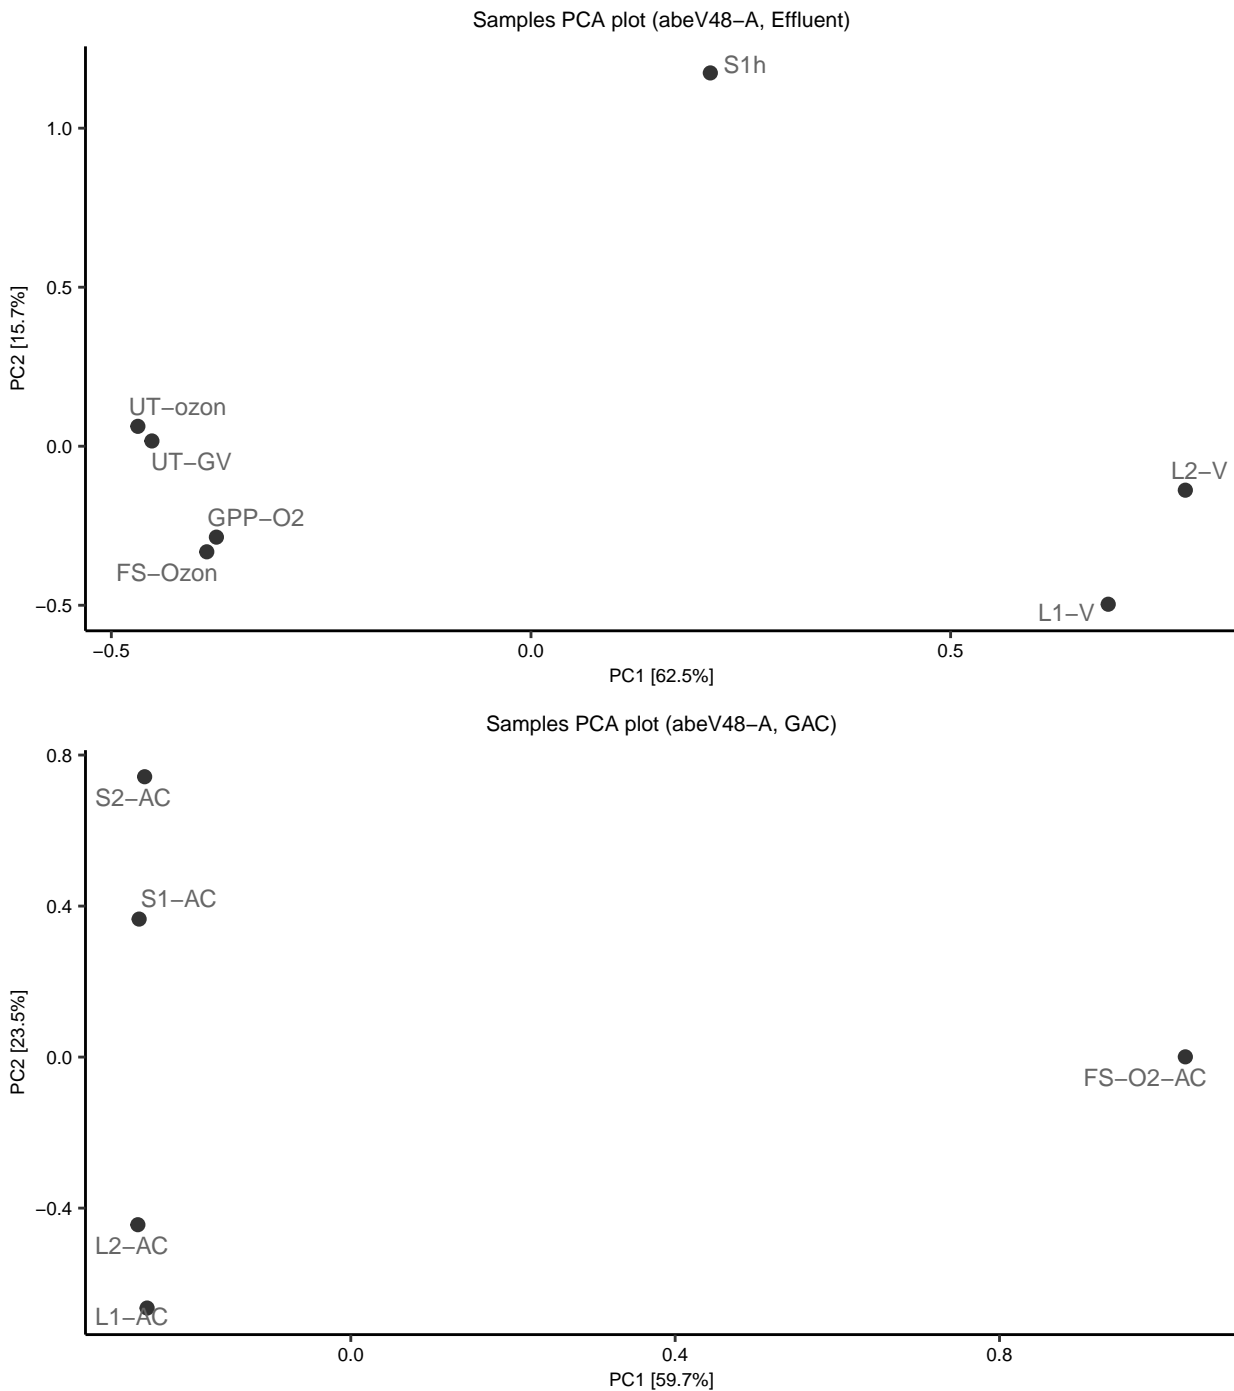 Samples PCA plot (abeV48−A, Effluent)
S1h
1.0
0.5
PC2 [15.7%]
UT−ozon
0.0
UT−GV
L2−V
GPP−O2
FS−Ozon
−0.5
L1−V
−0.5 0.0 0.5
PC1 [62.5%]
Samples PCA plot (abeV48−A, GAC)
0.8
S2−AC
S1−AC
0.4
PC2 [23.5%]
0.0
FS−O2−AC
−0.4
L2−AC
L1−AC
0.0 0.4 0.8
PC1 [59.7%]